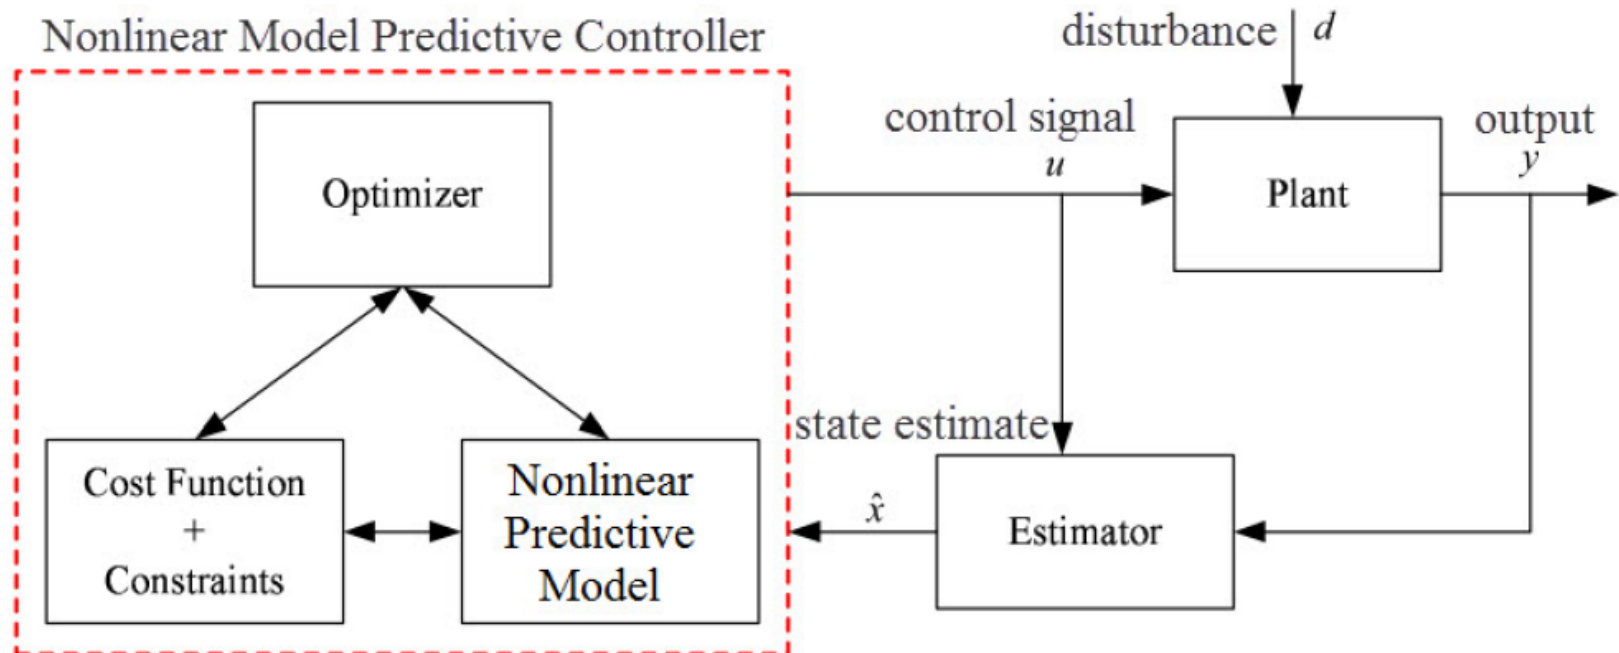 Nonlinear Model Predictive Controller
disturbance
d
control signal
u
output
y
Optimizer
Plant
state estimate
x̂
Cost Function
+
Constraints
Nonlinear
Predictive
Model
Estimator